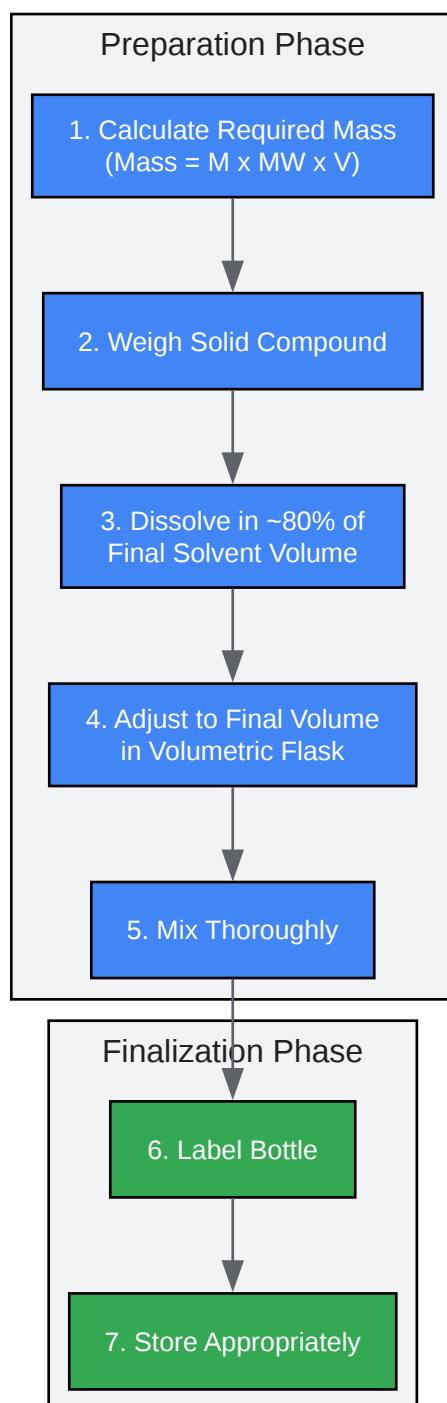 Preparation Phase
1. Calculate Required Mass
(Mass = M x MW x V)
2. Weigh Solid Compound
3. Dissolve in ~80% of
Final Solvent Volume
4. Adjust to Final Volume
in Volumetric Flask
5. Mix Thoroughly
Finalization Phase
6. Label Bottle
7. Store Appropriately